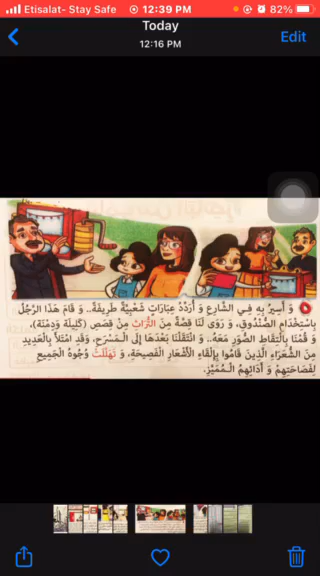 Etisalat- Stay Safe
12:39 PM
82%
Today
12:16 PM
Edit
٥ وَ أَسِيرُ بِهِ فِـي الشَّارِعِ وَ أُرَدِّدُ عِبَارَاتٍ شَعْبِيَّةً طَرِيفَةً.. وَ قَامَ هَذَا الرَّجُلُ
بِاسْتِخْدَامِ الصُّنْدُوقِ، وَ رَوَى لَنَا قِصَّةً مِنَ التُّرَاثِ مِنْ قِصَصِ (كَلِيلَةَ وَدِمْنَة)،
وَ قُمْنَا بِالْتِقَاطِ الصُّوَرِ مَعَهُ.. وَ انْتَقَلْنَا بَعْدَهَا إِلَى الْمَسْرَحِ، وَقَدِ امْتَلَأَ بِالْعَدِيدِ
مِنَ الشُّعَرَاءِ الَّذِينَ قَامُوا بِإِلْقَاءِ الْأَشْعَارِ الْفَصِيحَةِ، وَ تَهَلَّلَتْ وُجُوهُ الْجَمِيعِ
لِفَصَاحَتِهِمْ وَ أَدَائِهِمُ الْـمُمَيَّزِ.